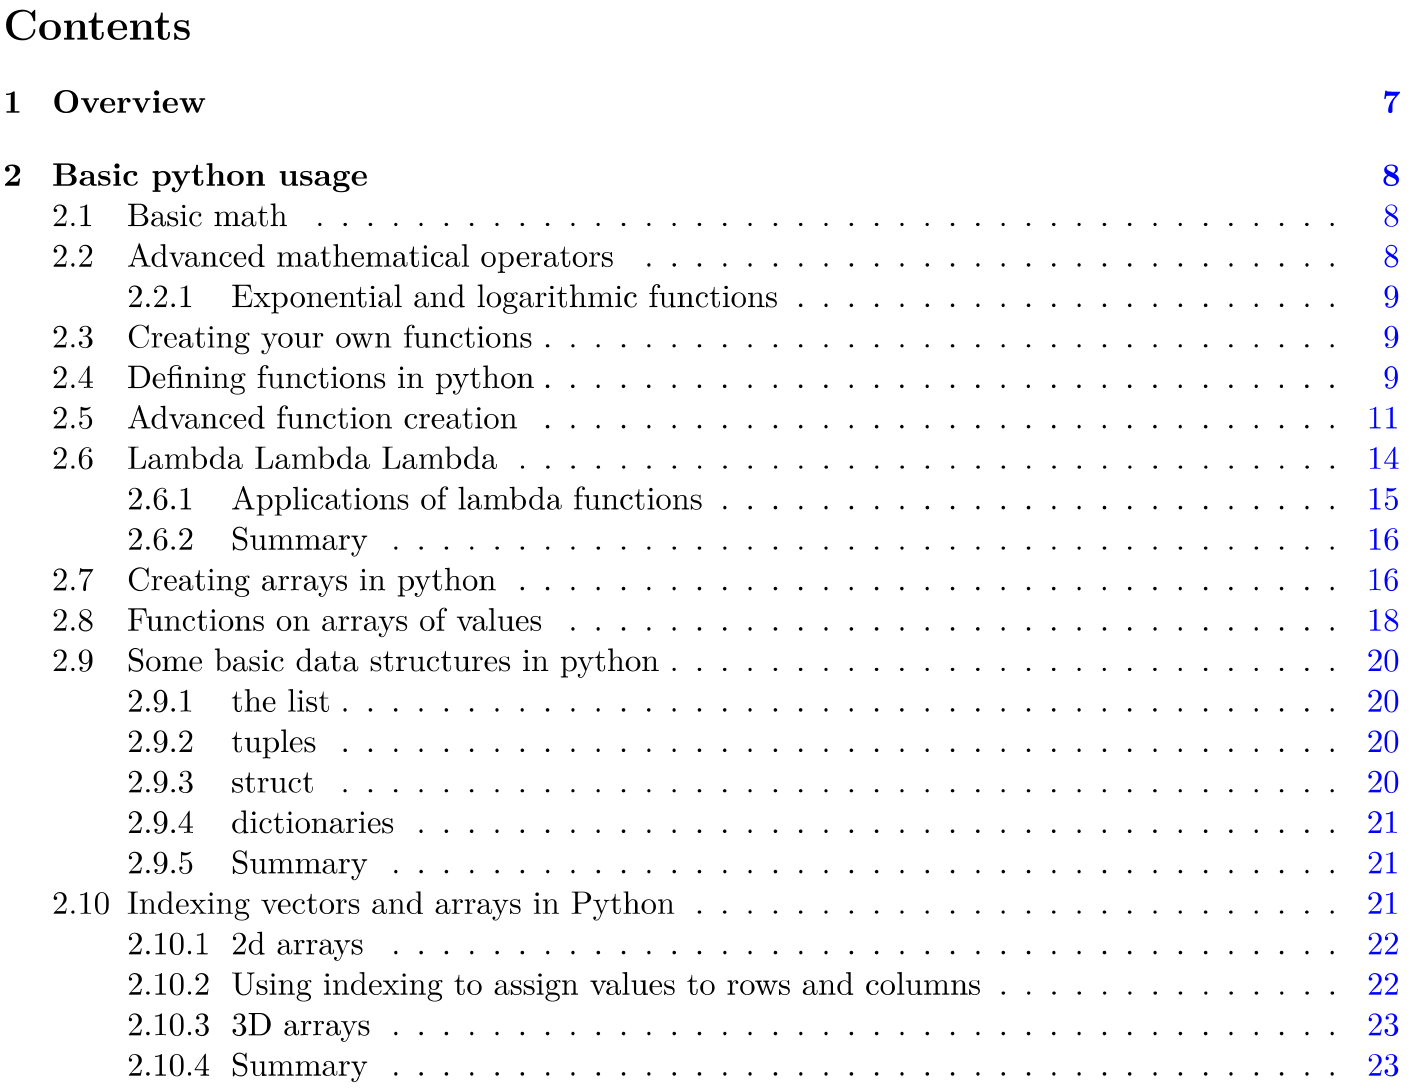 Contents
1 Overview 7
2 Basic python usage 8
2.1 Basic math . . . . . . . . . . . . . . . . . . . . . . . . . . . . . . . . . . . . . . . . . 8
2.2 Advanced mathematical operators . . . . . . . . . . . . . . . . . . . . . . . . . . . . 8
2.2.1 Exponential and logarithmic functions . . . . . . . . . . . . . . . . . . . . . . 9
2.3 Creating your own functions . . . . . . . . . . . . . . . . . . . . . . . . . . . . . . . . 9
2.4 Defining functions in python . . . . . . . . . . . . . . . . . . . . . . . . . . . . . . . . 9
2.5 Advanced function creation . . . . . . . . . . . . . . . . . . . . . . . . . . . . . . . . 11
2.6 Lambda Lambda Lambda . . . . . . . . . . . . . . . . . . . . . . . . . . . . . . . . . 14
2.6.1 Applications of lambda functions . . . . . . . . . . . . . . . . . . . . . . . . . 15
2.6.2 Summary . . . . . . . . . . . . . . . . . . . . . . . . . . . . . . . . . . . . . . 16
2.7 Creating arrays in python . . . . . . . . . . . . . . . . . . . . . . . . . . . . . . . . . 16
2.8 Functions on arrays of values . . . . . . . . . . . . . . . . . . . . . . . . . . . . . . . 18
2.9 Some basic data structures in python . . . . . . . . . . . . . . . . . . . . . . . . . . . 20
2.9.1 the list . . . . . . . . . . . . . . . . . . . . . . . . . . . . . . . . . . . . . . . . 20
2.9.2 tuples . . . . . . . . . . . . . . . . . . . . . . . . . . . . . . . . . . . . . . . . 20
2.9.3 struct . . . . . . . . . . . . . . . . . . . . . . . . . . . . . . . . . . . . . . . . 20
2.9.4 dictionaries . . . . . . . . . . . . . . . . . . . . . . . . . . . . . . . . . . . . . 21
2.9.5 Summary . . . . . . . . . . . . . . . . . . . . . . . . . . . . . . . . . . . . . . 21
2.10 Indexing vectors and arrays in Python . . . . . . . . . . . . . . . . . . . . . . . . . . 21
2.10.1 2d arrays . . . . . . . . . . . . . . . . . . . . . . . . . . . . . . . . . . . . . . 22
2.10.2 Using indexing to assign values to rows and columns . . . . . . . . . . . . . . 22
2.10.3 3D arrays . . . . . . . . . . . . . . . . . . . . . . . . . . . . . . . . . . . . . . 23
2.10.4 Summary . . . . . . . . . . . . . . . . . . . . . . . . . . . . . . . . . . . . . . 23